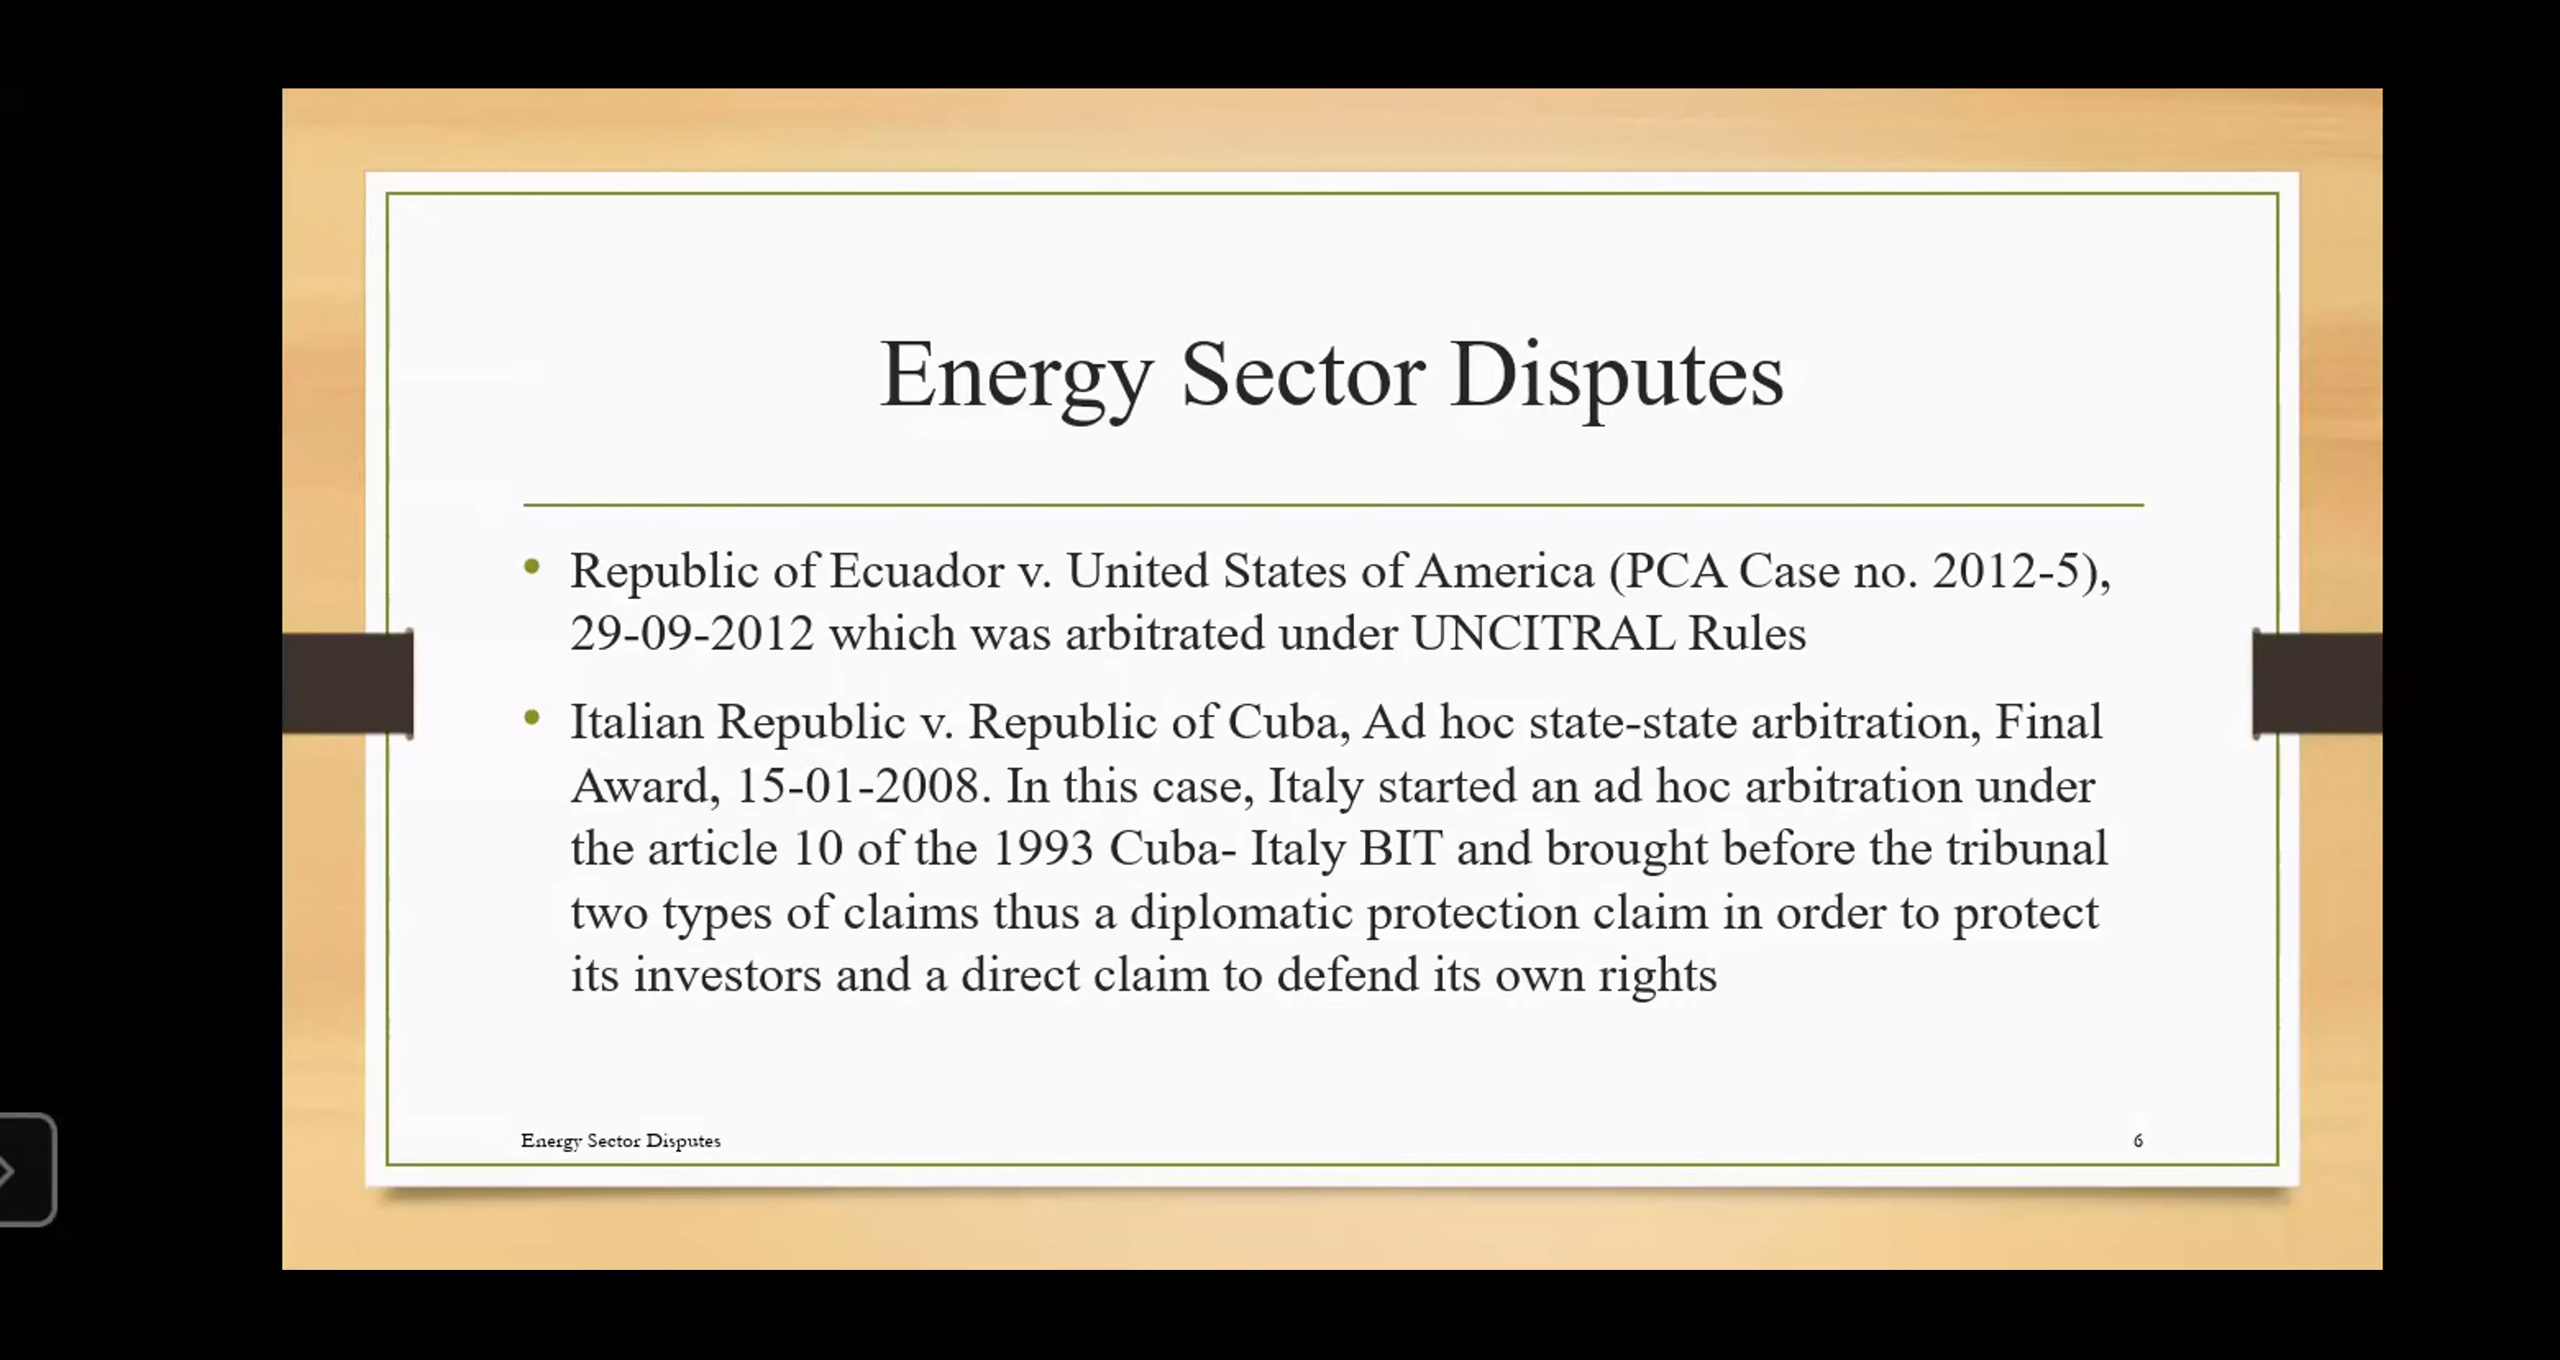 Energy Sector Disputes
• Republic of Ecuador v. United States of America (PCA Case no. 2012-5),
29-09-2012 which was arbitrated under UNCITRAL Rules
• Italian Republic v. Republic of Cuba, Ad hoc state-state arbitration, Final
Award, 15-01-2008. In this case, Italy started an ad hoc arbitration under
the article 10 of the 1993 Cuba- Italy BIT and brought before the tribunal
two types of claims thus a diplomatic protection claim in order to protect
its investors and a direct claim to defend its own rights
Energy Sector Disputes
6